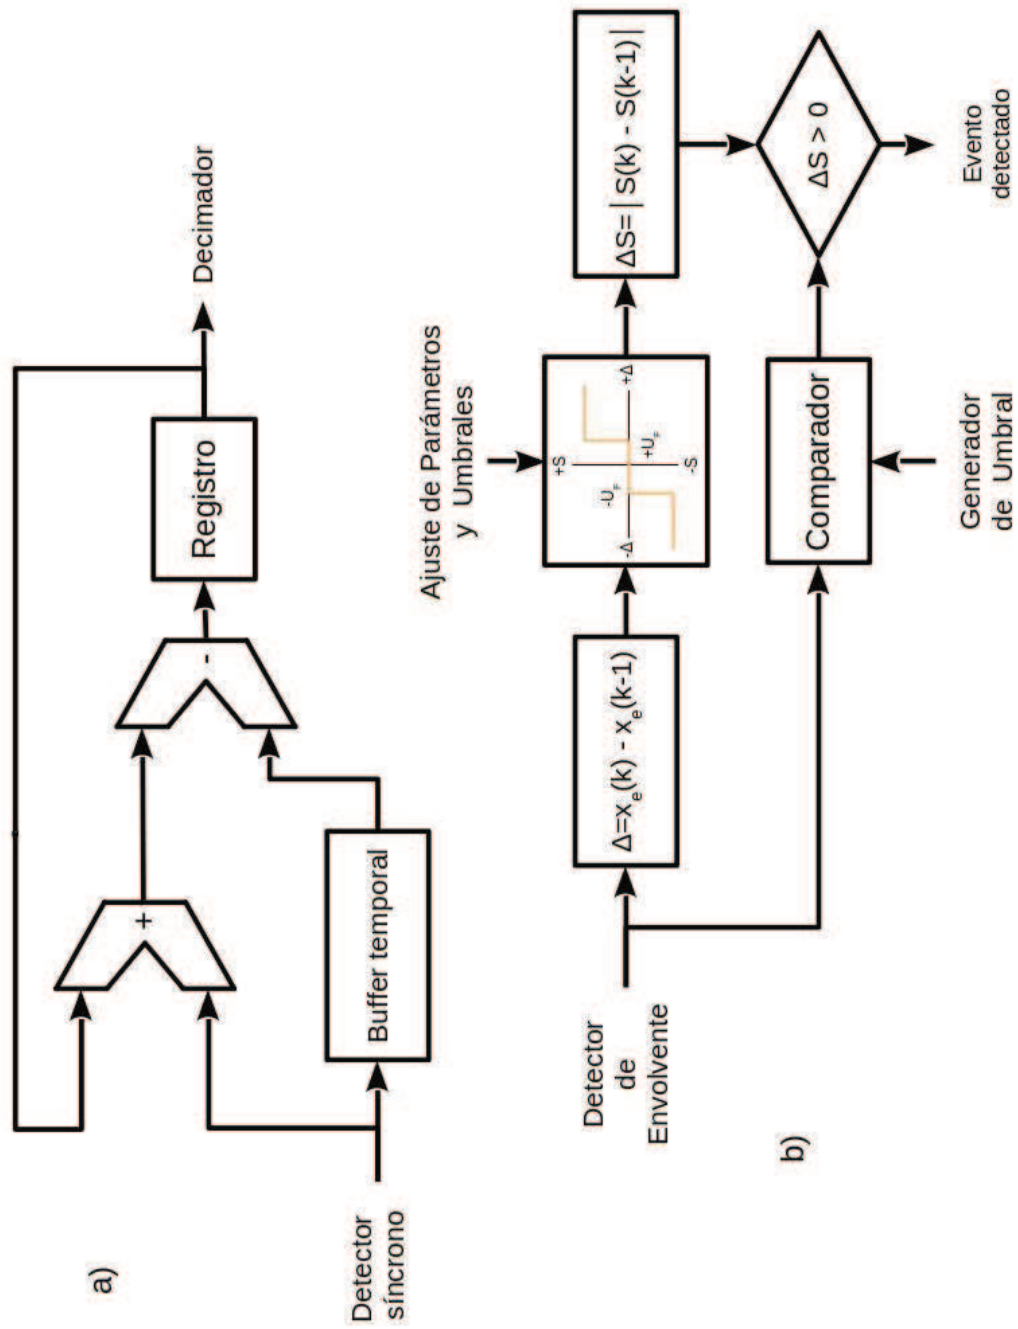 a)
Detector
síncrono
Buffer temporal
+
-
Registro
Decimador
b)
Detector
de
Envolvente
Δ=x_e(k) - x_e(k-1)
Ajuste de Parámetros
y Umbrales
+S
-Δ
-U_F
+U_F
+Δ
-S
ΔS=| S(k) - S(k-1)|
Comparador
Generador
de Umbral
ΔS > 0
Evento
detectado